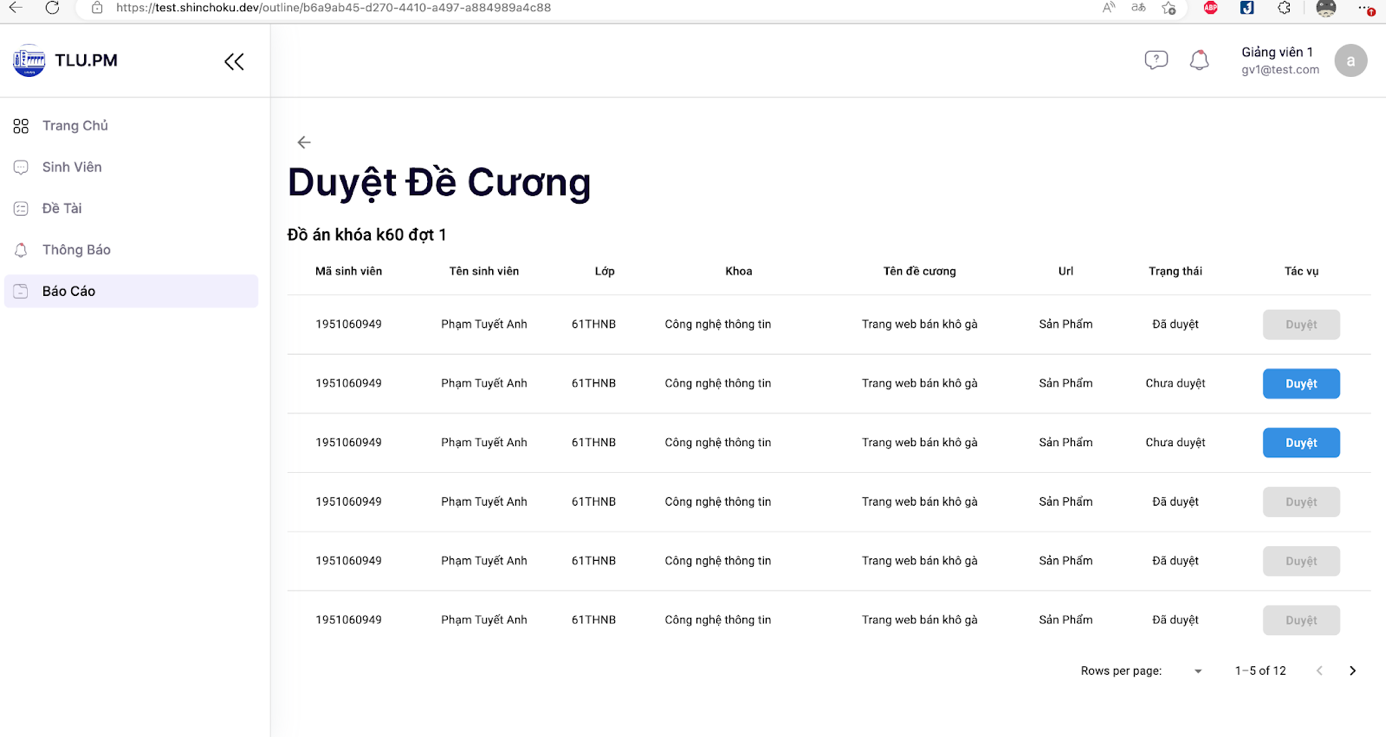 https://test.shinchoku.dev/outline/b6a9ab45-d270-4410-a497-a884989a4c88
TLU.PM
Giảng viên 1
gv1@test.com
a
Trang Chủ
Sinh Viên
Đề Tài
Thông Báo
Báo Cáo
Duyệt Đề Cương
Đồ án khóa k60 đợt 1
Mã sinh viên Tên sinh viên Lớp Khoa Tên đề cương Url Trạng thái Tác vụ
1951060949 Phạm Tuyết Anh 61THNB Công nghệ thông tin Trang web bán khô gà Sản Phẩm Đã duyệt Duyệt
1951060949 Phạm Tuyết Anh 61THNB Công nghệ thông tin Trang web bán khô gà Sản Phẩm Chưa duyệt Duyệt
1951060949 Phạm Tuyết Anh 61THNB Công nghệ thông tin Trang web bán khô gà Sản Phẩm Chưa duyệt Duyệt
1951060949 Phạm Tuyết Anh 61THNB Công nghệ thông tin Trang web bán khô gà Sản Phẩm Đã duyệt Duyệt
1951060949 Phạm Tuyết Anh 61THNB Công nghệ thông tin Trang web bán khô gà Sản Phẩm Đã duyệt Duyệt
1951060949 Phạm Tuyết Anh 61THNB Công nghệ thông tin Trang web bán khô gà Sản Phẩm Đã duyệt Duyệt
Rows per page: 1–5 of 12